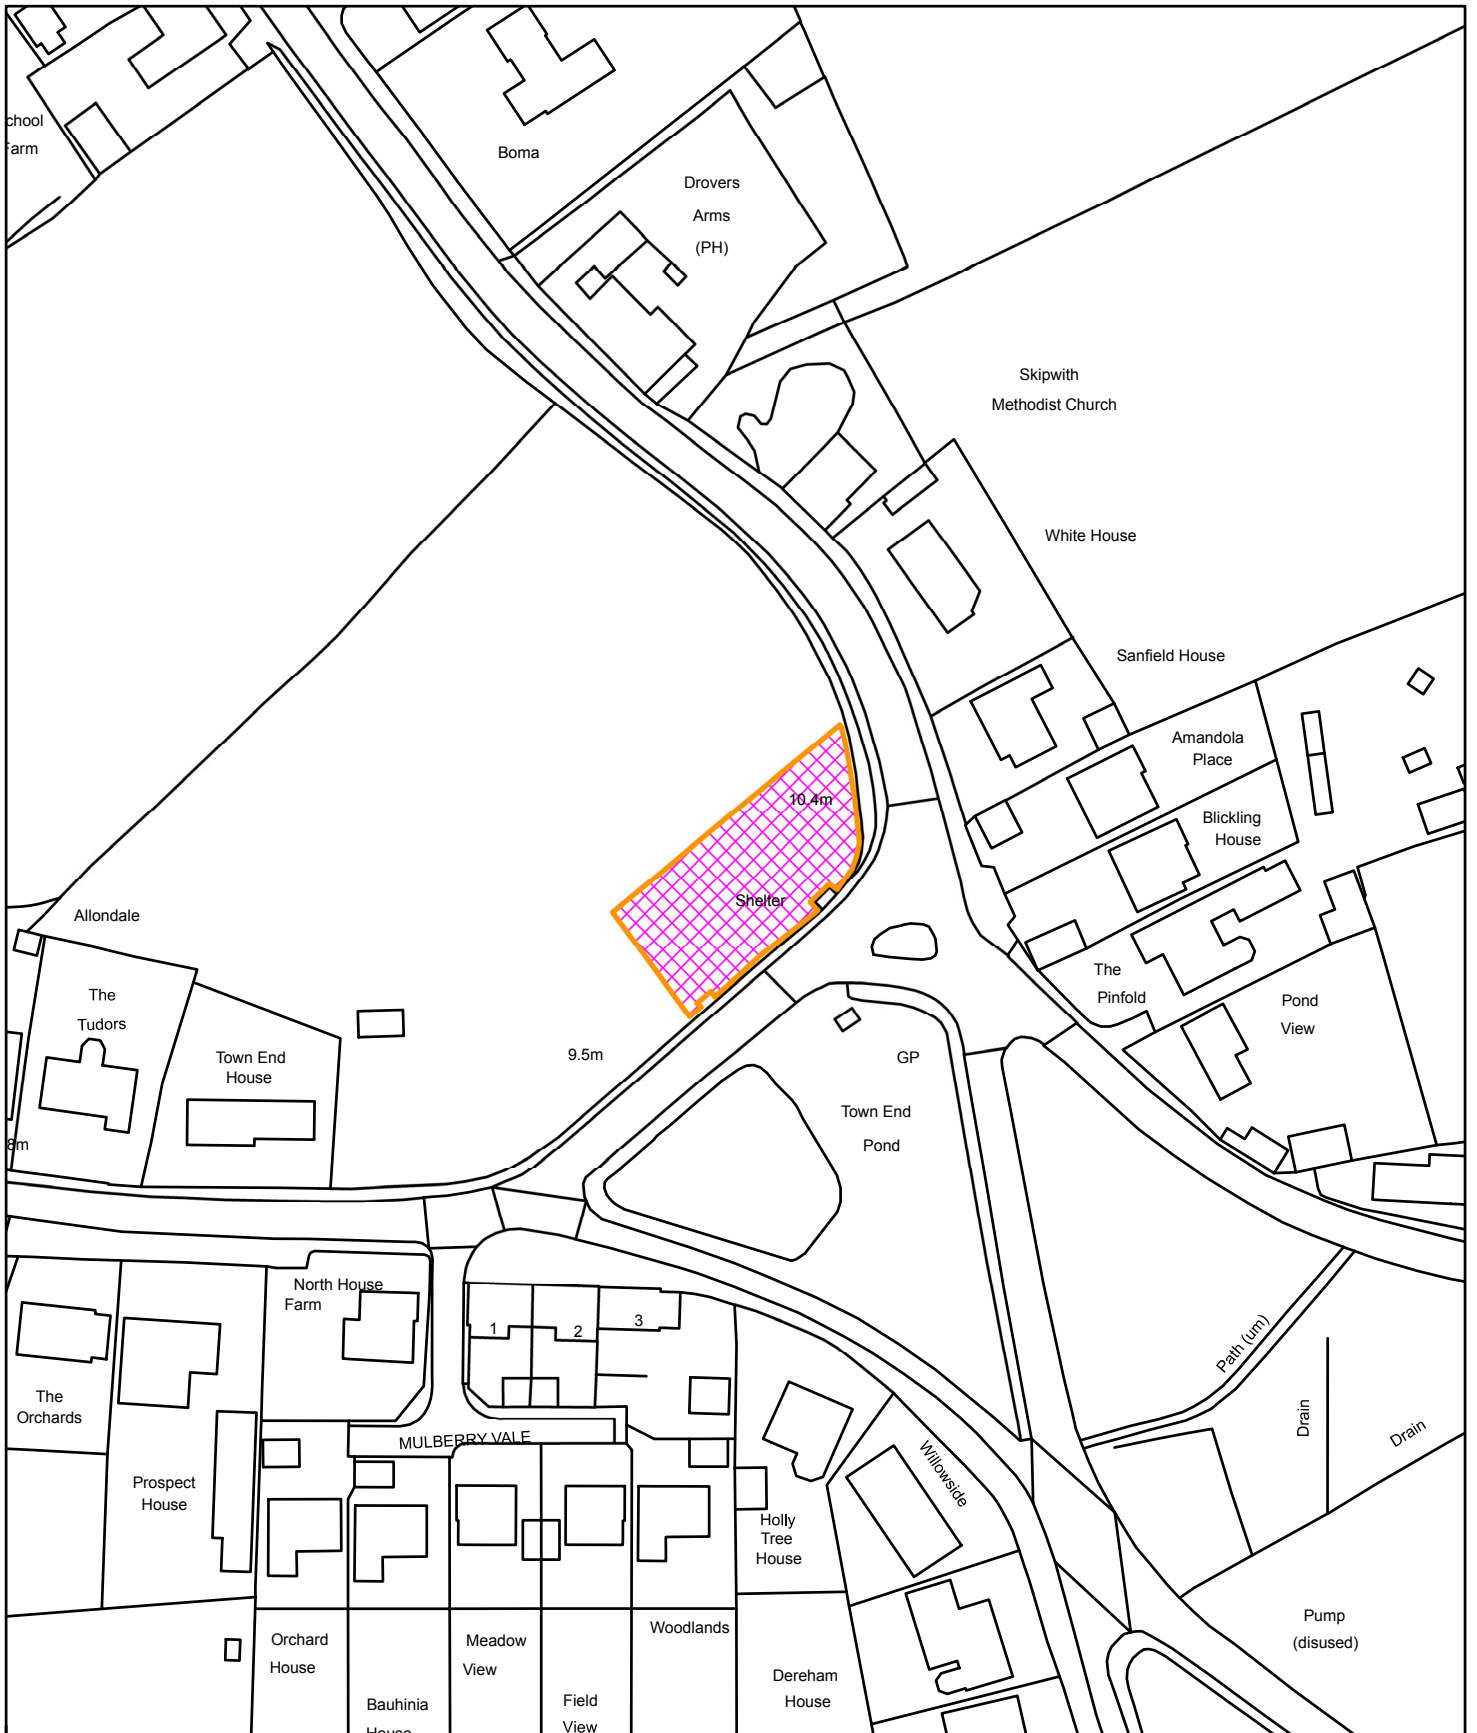 chool
Farm
Boma
Drovers
Arms
(PH)
Skipwith
Methodist Church
White House
Sanfield House
Amandola
Place
10.4m
Blickling
House
Shelter
Allondale
The
Pinfold
The
Tudors
Pond
View
Town End
House
9.5m
GP
Town End
Pond
8m
North House
Farm
1
2
3
Path (um)
The
Orchards
Drain
Drain
MULBERRY VALE
Willowside
Prospect
House
Holly
Tree
House
Pump
(disused)
Woodlands
Orchard
House
Meadow
View
Dereham
House
Bauhinia
House
Field
View